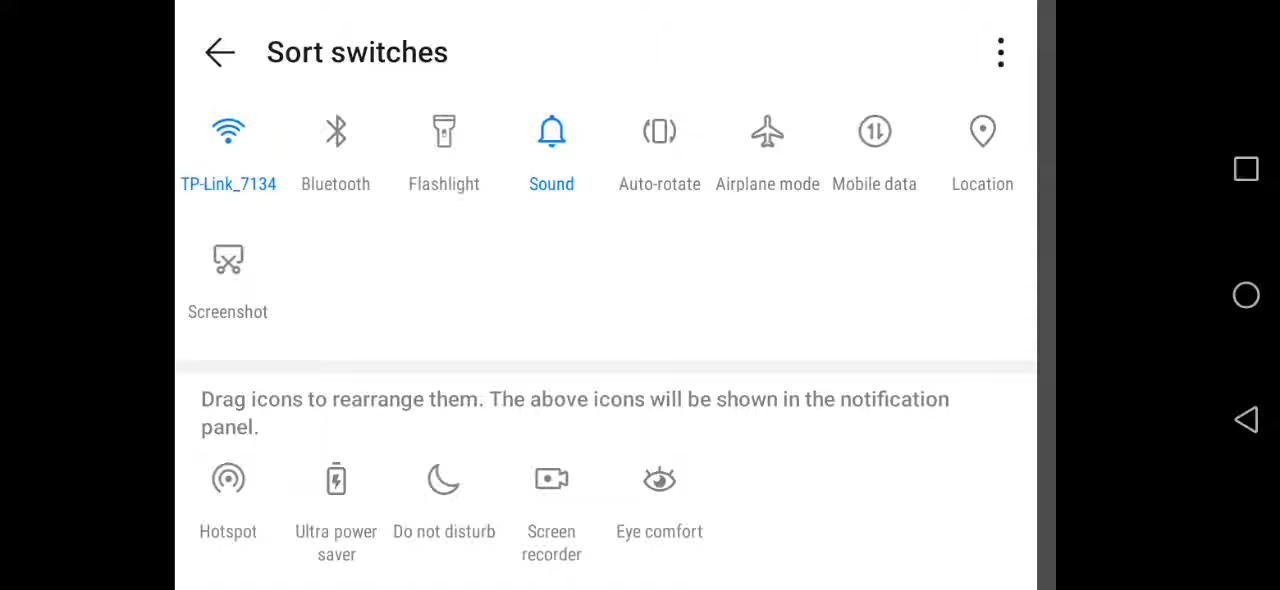 Sort switches
TP-Link_7134 Bluetooth Flashlight Sound Auto-rotate Airplane mode Mobile data Location
Screenshot
Drag icons to rearrange them. The above icons will be shown in the notification
panel.
Hotspot Ultra power Do not disturb Screen Eye comfort
saver recorder